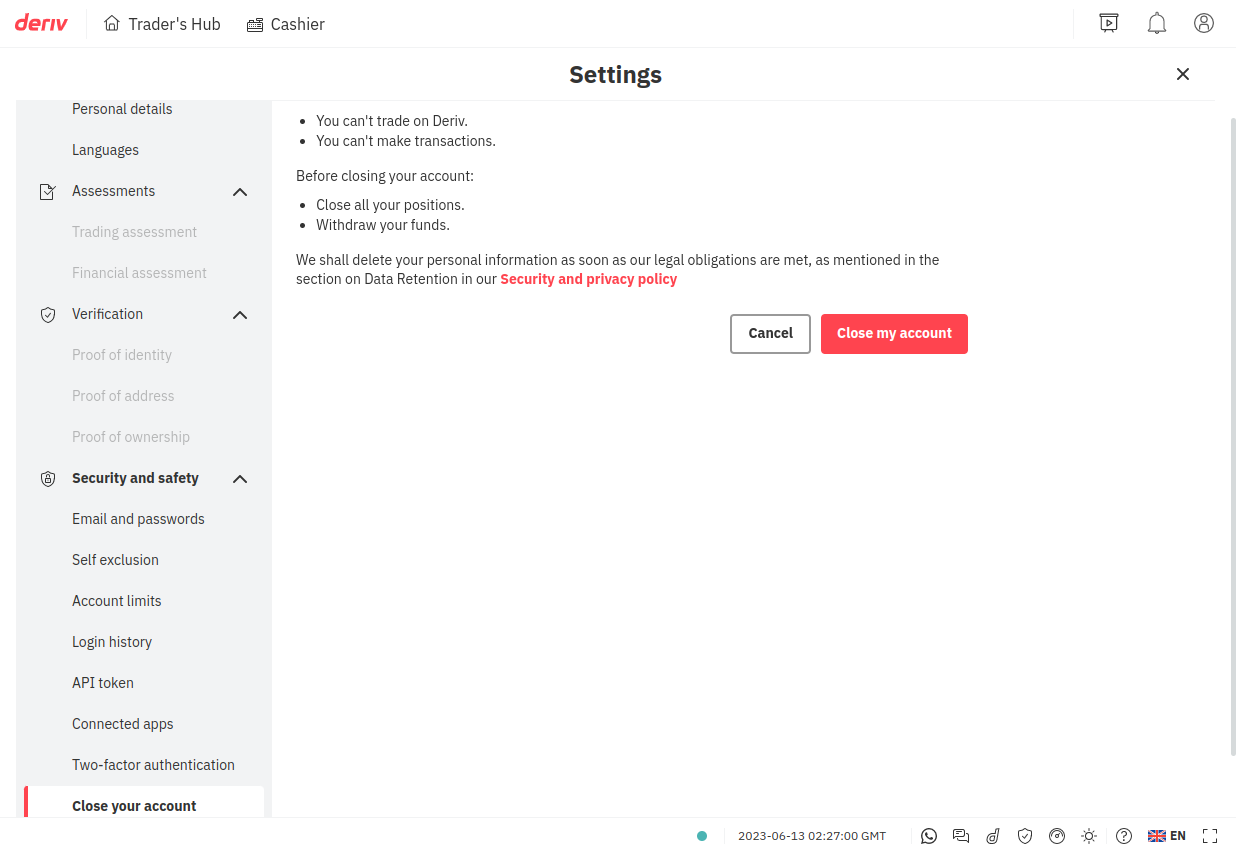 deriv
Trader's Hub
Cashier
Settings
Personal details
Languages
Assessments
Trading assessment
Financial assessment
Verification
Proof of identity
Proof of address
Proof of ownership
Security and safety
Email and passwords
Self exclusion
Account limits
Login history
API token
Connected apps
Two-factor authentication
Close your account
• You can't trade on Deriv.
• You can't make transactions.
Before closing your account:
• Close all your positions.
• Withdraw your funds.
We shall delete your personal information as soon as our legal obligations are met, as mentioned in the
section on Data Retention in our Security and privacy policy
Cancel
Close my account
2023-06-13 02:27:00 GMT
EN